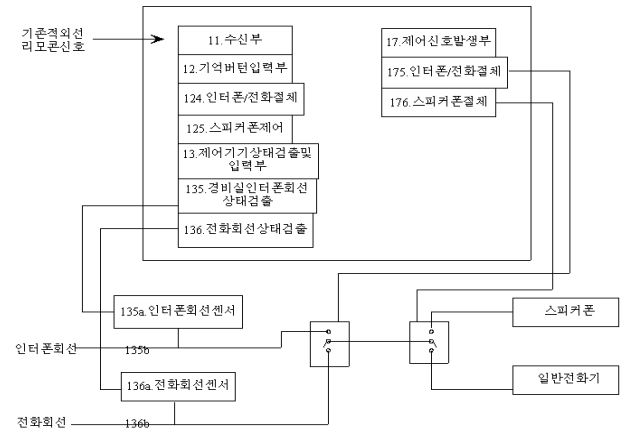 기존적외선
리모콘신호
11.수신부
12.기억버턴입력부
124.인터폰/전화절체
125.스피커폰제어
13.제어기기상태검출및
입력부
135.경비실인터폰회선
상태검출
136.전화회선상태검출
17.제어신호발생부
175.인터폰/전화절체
176.스피커폰절체
135a.인터폰회선센서
인터폰회선
135b
136a.전화회선센서
전화회선
136b
스피커폰
일반전화기